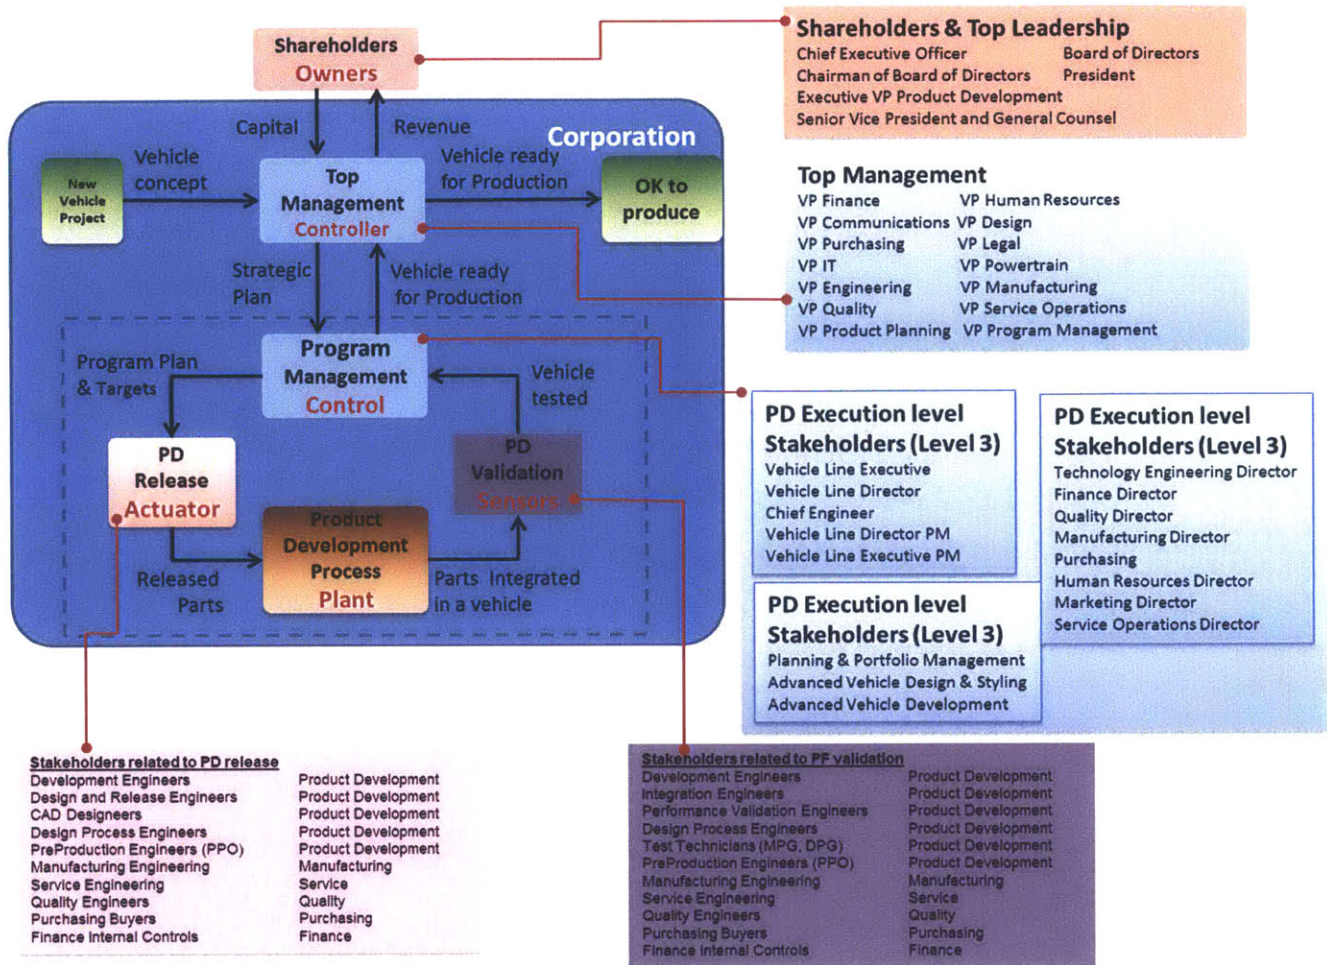 Shareholders
Owners
Capital
Revenue
Corporation
New
Vehicle
Project
Vehicle
concept
Top
Management
Controller
Vehicle ready
for Production
OK to
produce
Strategic
Plan
Vehicle ready
for Production
Program
Management
Control
Program Plan
& Targets
Vehicle
tested
PD
Release
Actuator
PD
Validation
Sensors
Product
Development
Process
Plant
Released
Parts
Parts Integrated
in a vehicle
Shareholders & Top Leadership
Chief Executive Officer Board of Directors
Chairman of Board of Directors President
Executive VP Product Development
Senior Vice President and General Counsel
Top Management
VP Finance VP Human Resources
VP Communications VP Design
VP Purchasing VP Legal
VP IT VP Powertrain
VP Engineering VP Manufacturing
VP Quality VP Service Operations
VP Product Planning VP Program Management
PD Execution level
Stakeholders (Level 3)
Vehicle Line Executive
Vehicle Line Director
Chief Engineer
Vehicle Line Director PM
Vehicle Line Executive PM
PD Execution level
Stakeholders (Level 3)
Technology Engineering Director
Finance Director
Quality Director
Manufacturing Director
Purchasing
Human Resources Director
Marketing Director
Service Operations Director
PD Execution level
Stakeholders (Level 3)
Planning & Portfolio Management
Advanced Vehicle Design & Styling
Advanced Vehicle Development
Stakeholders related to PD release
Development Engineers Product Development
Design and Release Engineers Product Development
CAD Designeers Product Development
Design Process Engineers Product Development
PreProduction Engineers (PPO) Product Development
Manufacturing Engineering Manufacturing
Service Engineering Service
Quality Engineers Quality
Purchasing Buyers Purchasing
Finance Internal Controls Finance
Stakeholders related to PF validation
Development Engineers Product Development
Integration Engineers Product Development
Performance Validation Engineers Product Development
Design Process Engineers Product Development
Test Technicians (MPG, DPG) Product Development
PreProduction Engineers (PPO) Product Development
Manufacturing Engineering Manufacturing
Service Engineering Service
Quality Engineers Quality
Purchasing Buyers Purchasing
Finance Internal Controls Finance